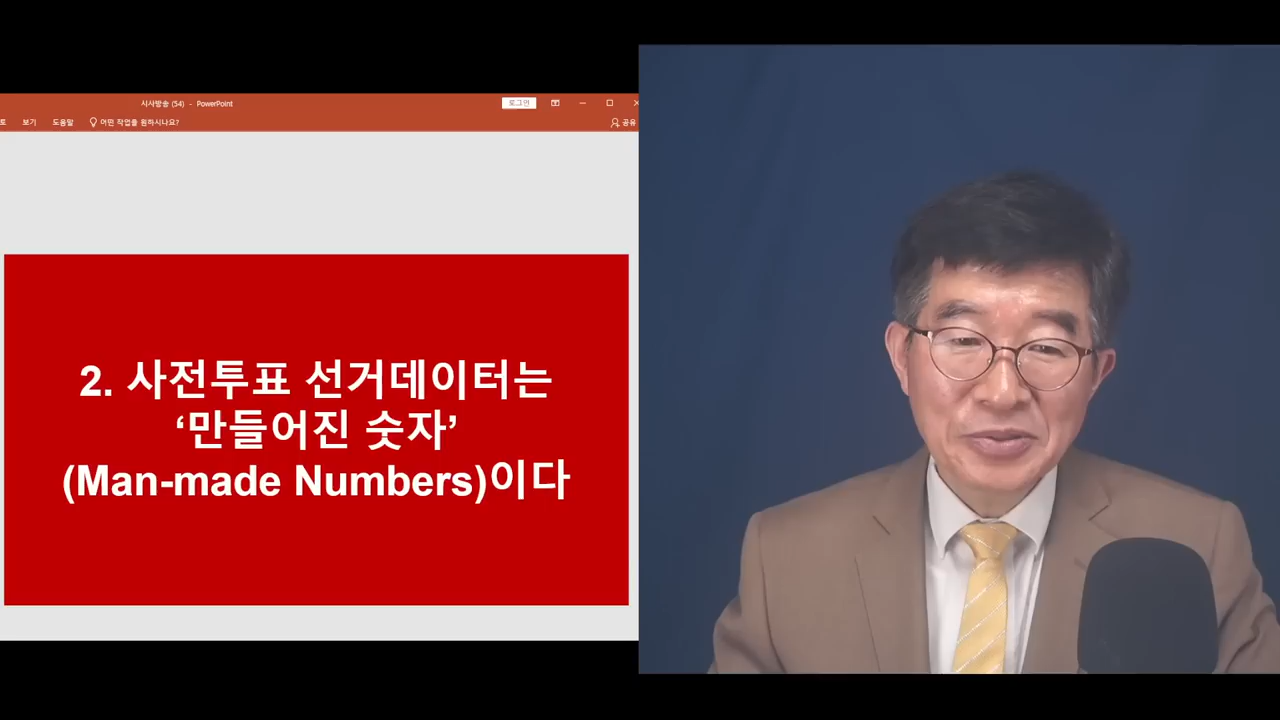 시사방송 (54) - PowerPoint
로그인
토
보기
도움말
어떤 작업을 원하시나요?
공유
2. 사전투표 선거데이터는
‘만들어진 숫자’
(Man-made Numbers)이다